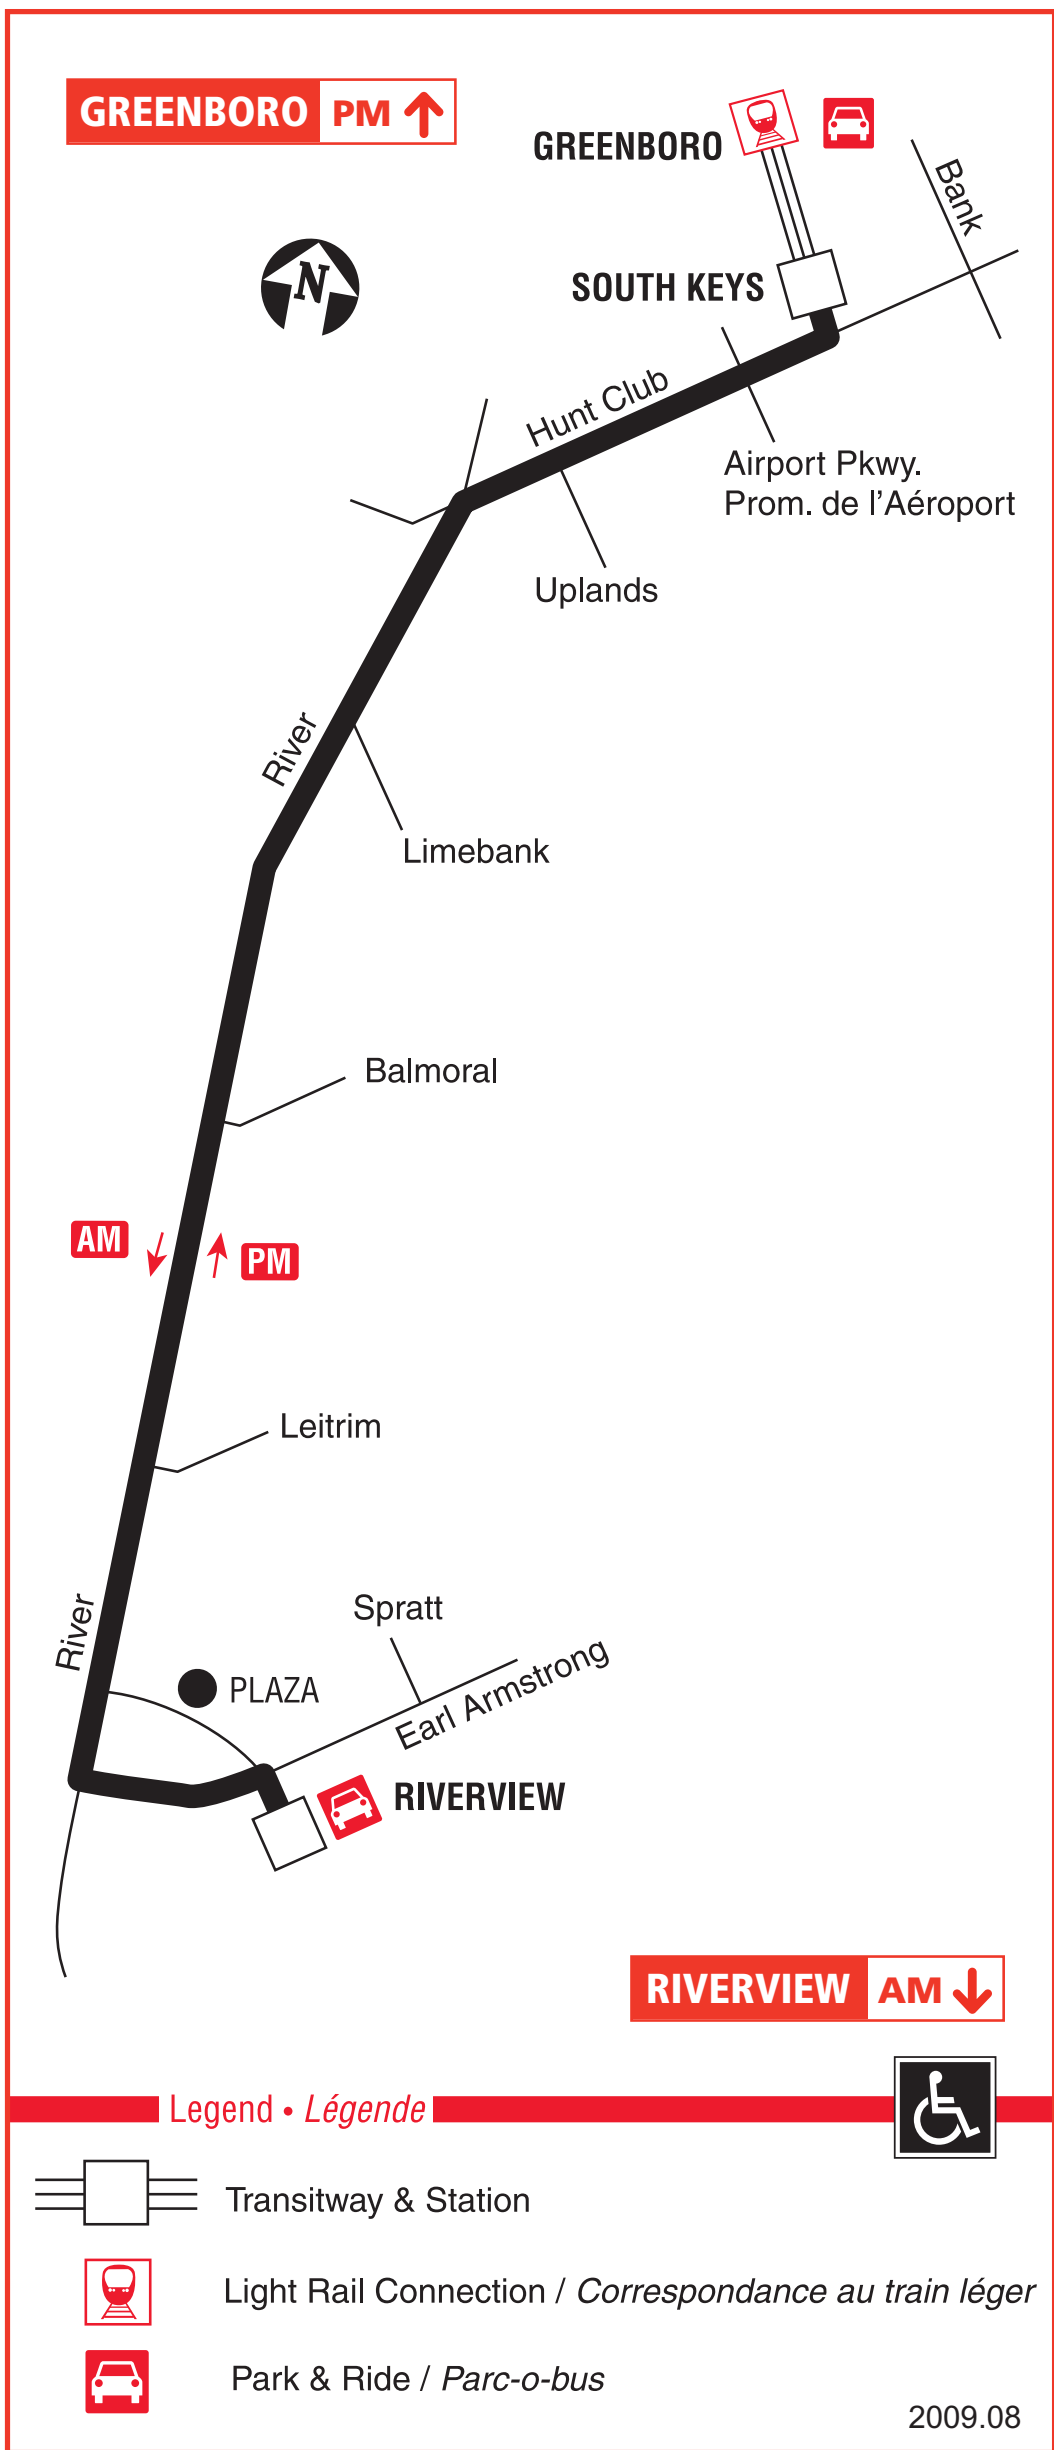 GREENBORO PM
GREENBORO
Bank
N
SOUTH KEYS
Hunt Club
Airport Pkwy.
Prom. de l'Aéroport
Uplands
River
Limebank
Balmoral
AM
PM
Leitrim
River
Spratt
PLAZA
Earl Armstrong
RIVERVIEW
RIVERVIEW AM
Legend • Légende
Transitway & Station
Light Rail Connection / Correspondance au train léger
Park & Ride / Parc-o-bus
2009.08